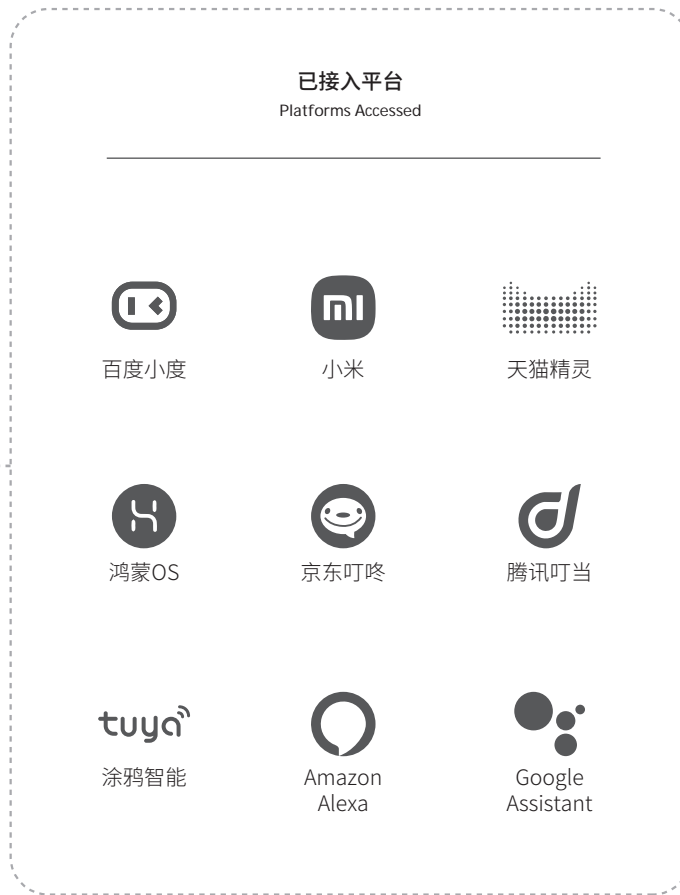 已接入平台
Platforms Accessed
百度小度
小米
天猫精灵
鸿蒙OS
京东叮咚
腾讯叮当
tuya
涂鸦智能
Amazon
Alexa
Google
Assistant